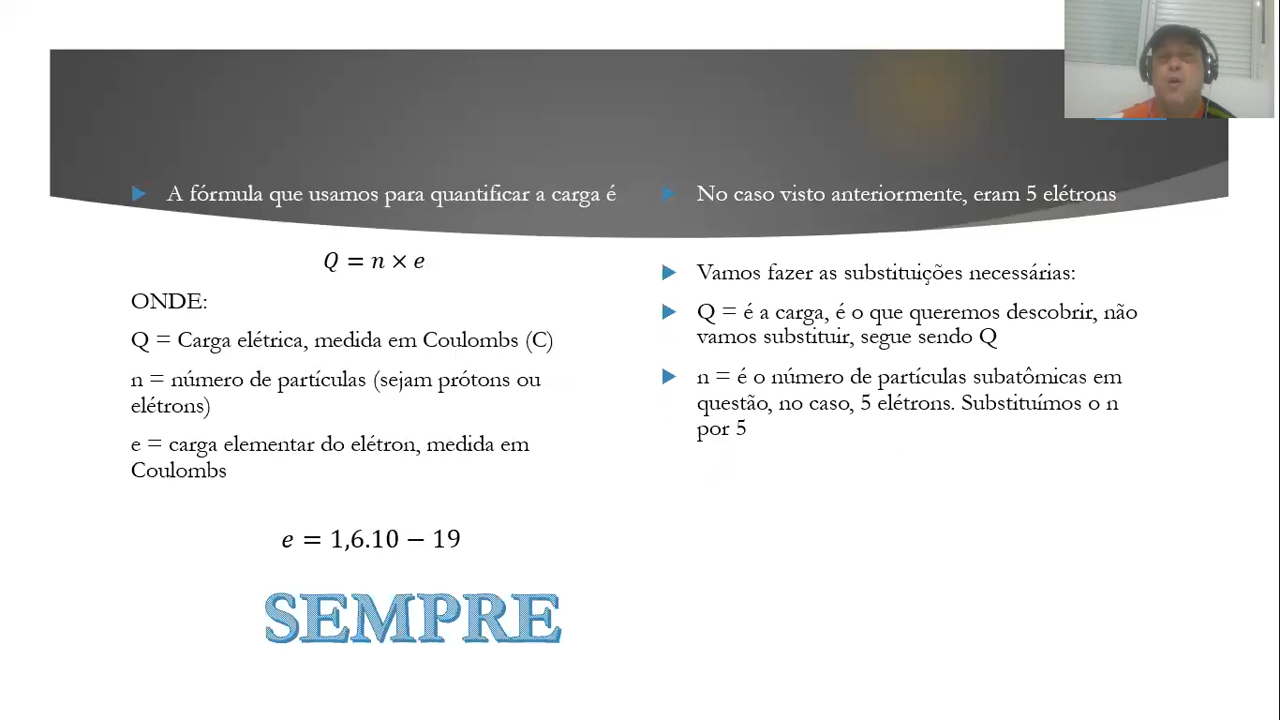 A fórmula que usamos para quantificar a carga é
Q = n × e
ONDE:
Q = Carga elétrica, medida em Coulombs (C)
n = número de partículas (sejam prótons ou
elétrons)
e = carga elementar do elétron, medida em
Coulombs
e = 1,6.10 − 19
SEMPRE
No caso visto anteriormente, eram 5 elétrons
Vamos fazer as substituições necessárias:
Q = é a carga, é o que queremos descobrir, não
vamos substituir, segue sendo Q
n = é o número de partículas subatômicas em
questão, no caso, 5 elétrons. Substituímos o n
por 5